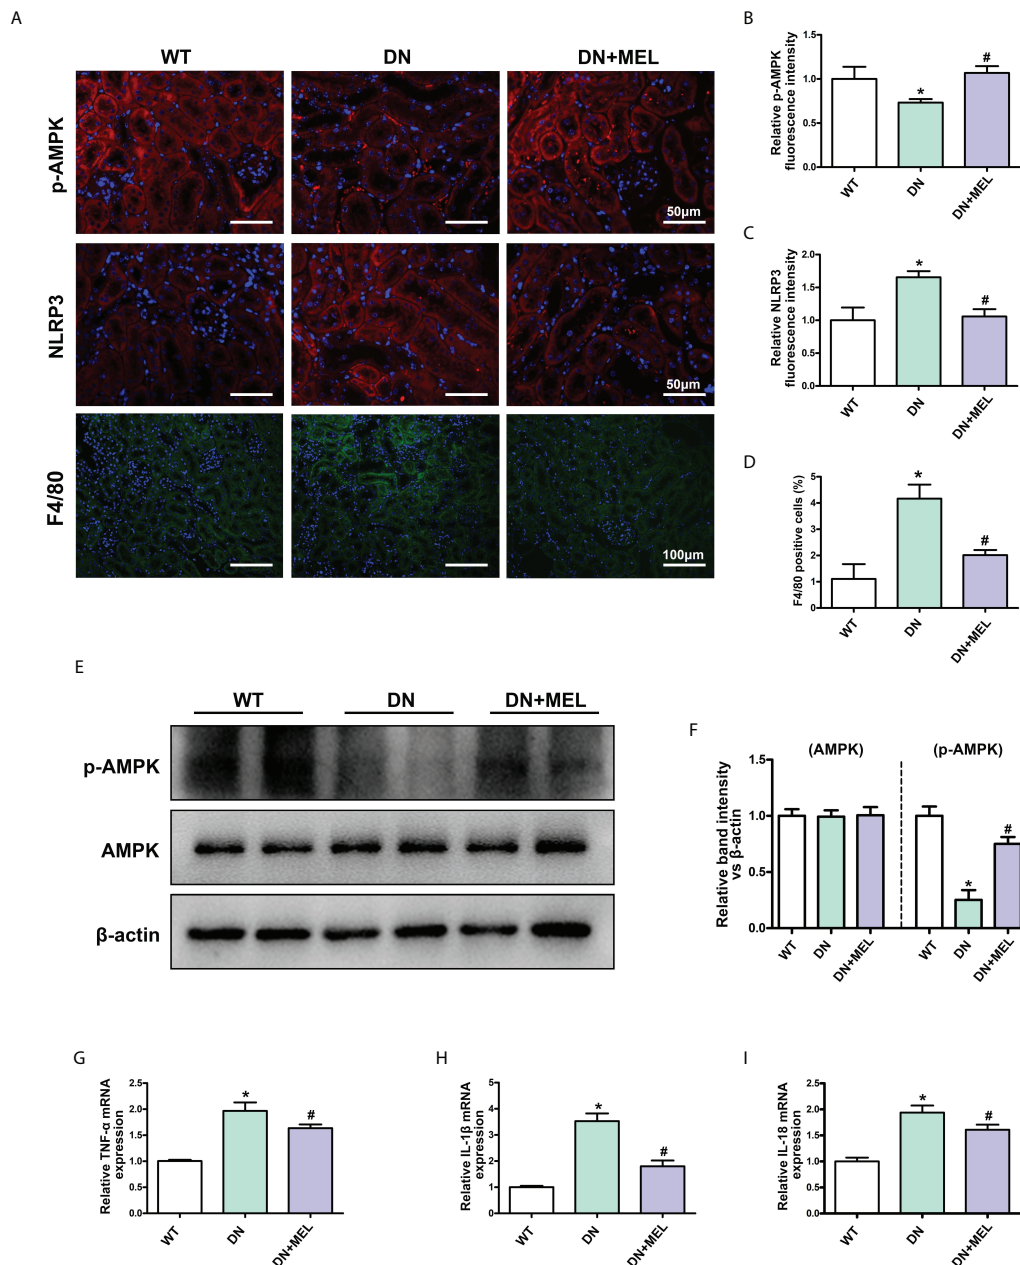 A
WT
DN
DN+MEL
p-AMPK
50μm
NLRP3
50μm
F4/80
100μm
B
Relative p-AMPK
fluorescence intensity
1.5
1.0
0.5
0.0
*
#
WT
DN
DN+MEL
C
Relative NLRP3
fluorescence intensity
2.0
1.5
1.0
0.5
0.0
*
#
WT
DN
DN+MEL
D
F4/80 positive cells (%)
5
4
3
2
1
0
*
#
WT
DN
DN+MEL
E
WT
DN
DN+MEL
p-AMPK
AMPK
β-actin
F
Relative band intensity
vs β-actin
(AMPK)
(p-AMPK)
1.5
1.0
0.5
0.0
*
#
WT
DN
DN+MEL
WT
DN
DN+MEL
G
Relative TNF-α mRNA
expression
2.5
2.0
1.5
1.0
0.5
0.0
*
#
WT
DN
DN+MEL
H
Relative IL-1β mRNA
expression
5
4
3
2
1
0
*
#
WT
DN
DN+MEL
I
Relative IL-18 mRNA
expression
2.5
2.0
1.5
1.0
0.5
0.0
*
#
WT
DN
DN+MEL